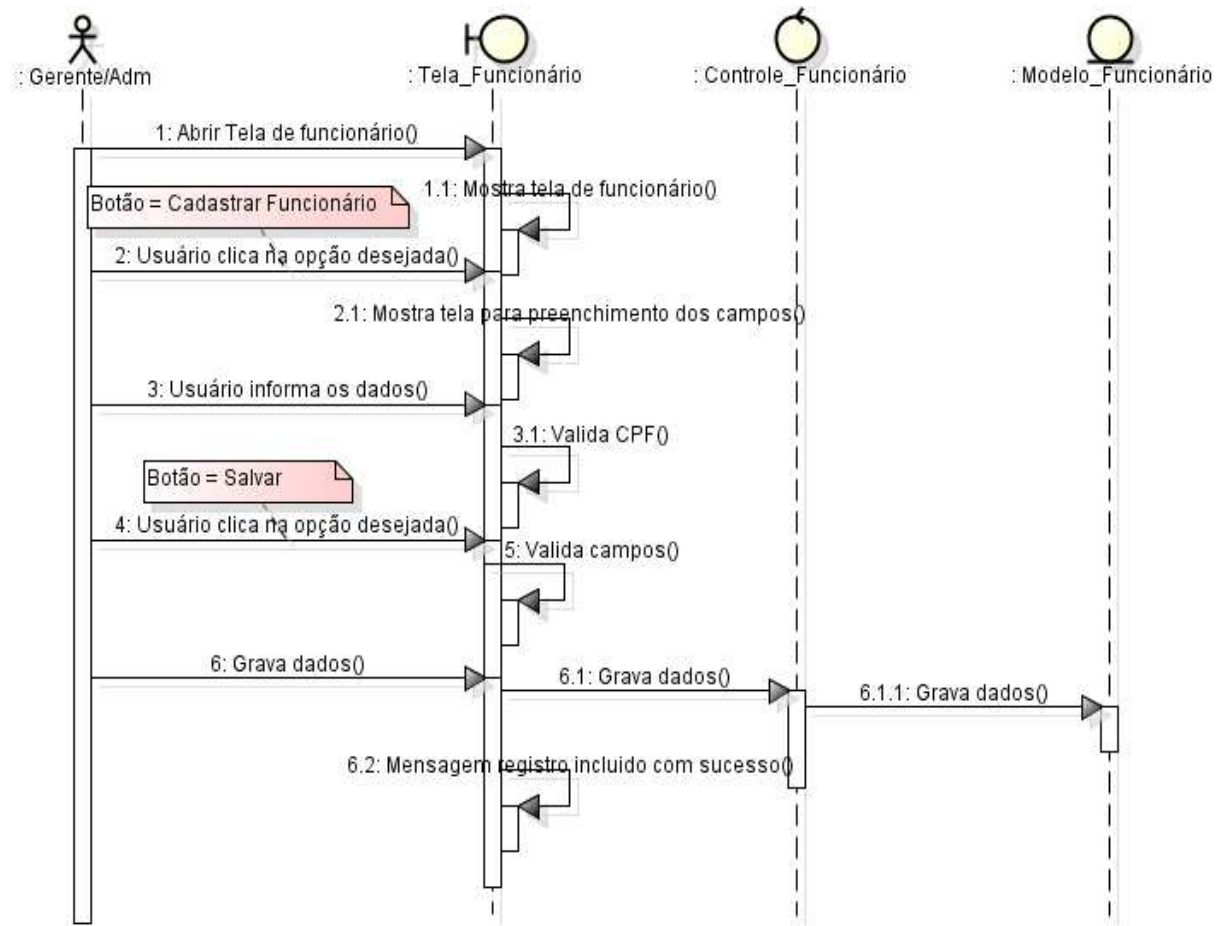 : Gerente/Adm
: Tela_Funcionário
: Controle_Funcionário
: Modelo_Funcionário
1: Abrir Tela de funcionário()
1.1: Mostra tela de funcionário()
Botão = Cadastrar Funcionário
2: Usuário clica na opção desejada()
2.1: Mostra tela para preenchimento dos campos()
3: Usuário informa os dados()
3.1: Valida CPF()
Botão = Salvar
4: Usuário clica na opção desejada()
5: Valida campos()
6: Grava dados()
6.1: Grava dados()
6.1.1: Grava dados()
6.2: Mensagem registro incluido com sucesso()